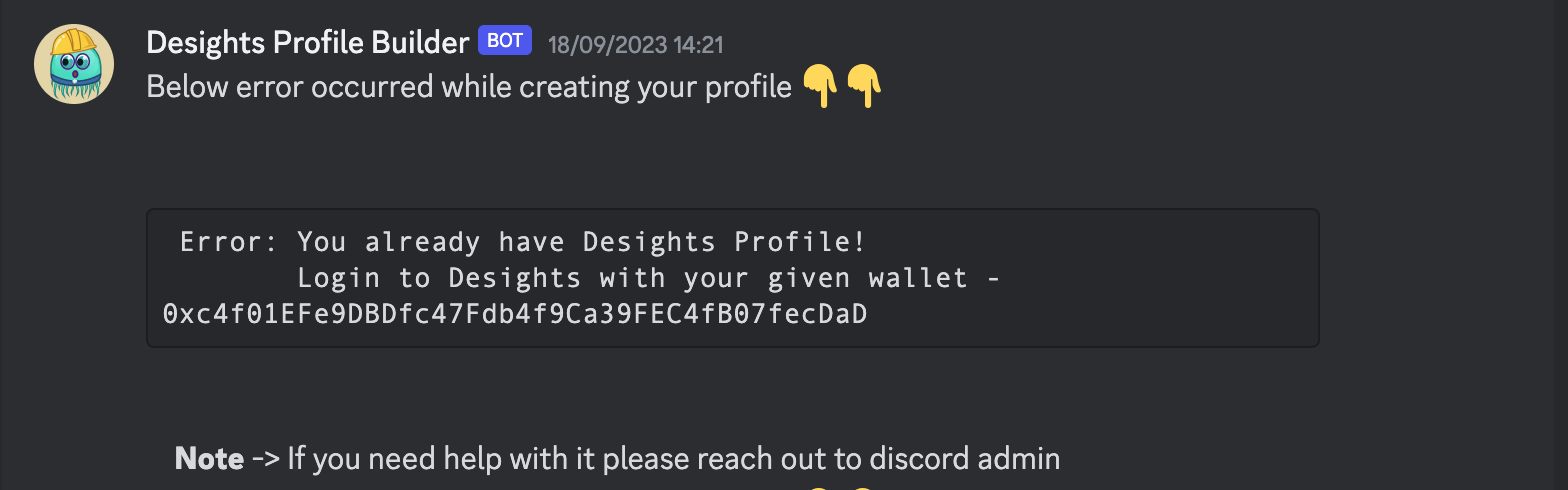 Desights Profile Builder BOT 18/09/2023 14:21
Below error occurred while creating your profile 👇👇
Error: You already have Desights Profile!
Login to Desights with your given wallet -
0xc4f01EFe9DBDfc47Fdb4f9Ca39FEC4fB07fecDaD
Note -> If you need help with it please reach out to discord admin